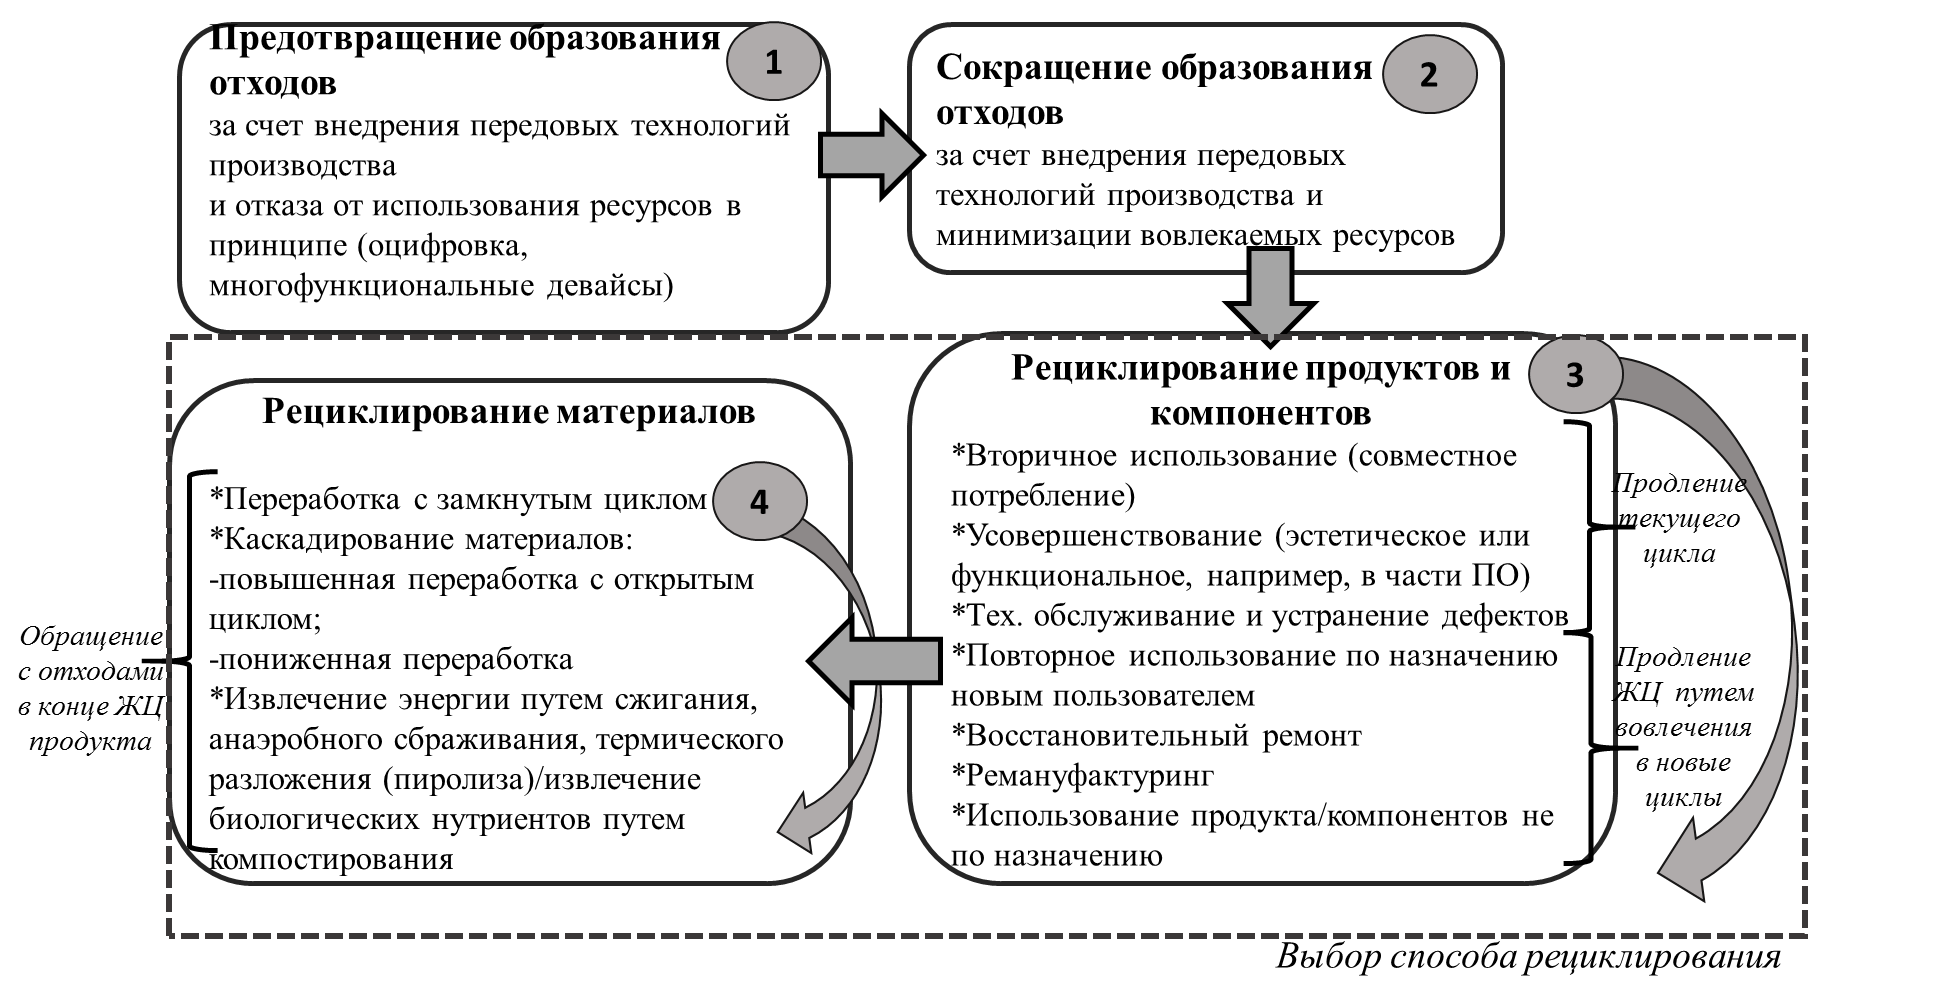 Предотвращение образования
отходов
за счет внедрения передовых технологий
производства
и отказа от использования ресурсов в
принципе (оцифровка,
многофункциональные девайсы)
1
Сокращение образования
отходов
за счет внедрения передовых
технологий производства и
минимизации вовлекаемых ресурсов
2
Рециклирование продуктов и
компонентов
3
*Вторичное использование (совместное
потребление)
*Усовершенствование (эстетическое или
функциональное, например, в части ПО)
*Тех. обслуживание и устранение дефектов
*Повторное использование по назначению
новым пользователем
*Восстановительный ремонт
*Ремануфактуринг
*Использование продукта/компонентов не
по назначению
Продление
текущего
цикла
Продление
ЖЦ путем
вовлечения
в новые
циклы
Рециклирование материалов
4
*Переработка с замкнутым циклом
*Каскадирование материалов:
-повышенная переработка с открытым
циклом;
-пониженная переработка
*Извлечение энергии путем сжигания,
анаэробного сбраживания, термического
разложения (пиролиза)/извлечение
биологических нутриентов путем
компостирования
Обращение
с отходами
в конце ЖЦ
продукта
Выбор способа рециклирования